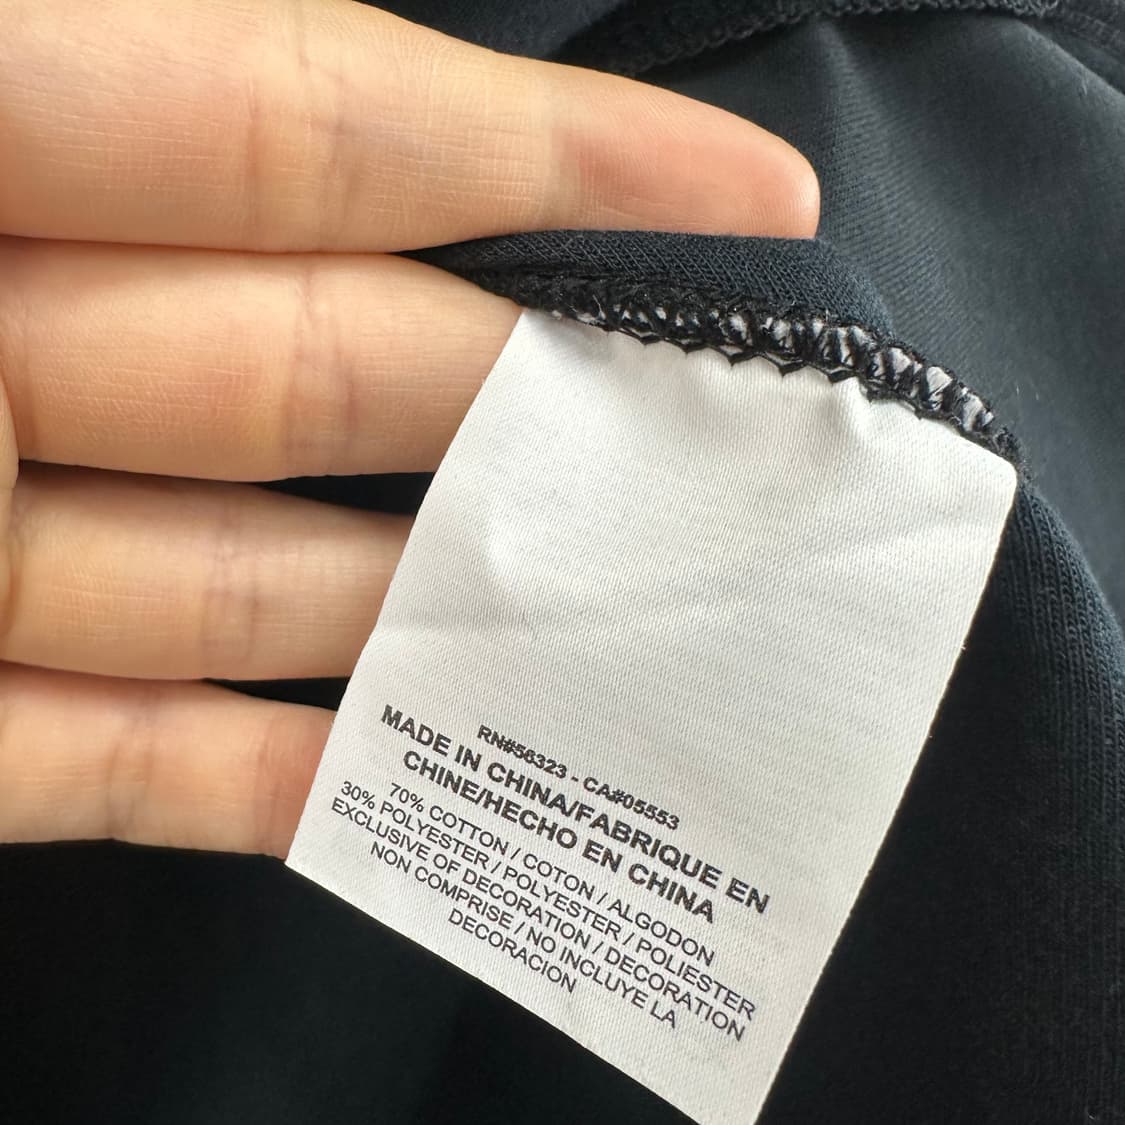 RN#56323 - CA#05553
MADE IN CHINA/FABRIQUE EN
CHINE/HECHO EN CHINA
70% COTTON / COTON / ALGODON
30% POLYESTER / POLYESTER / POLIESTER
EXCLUSIVE OF DECORATION / DECORATION
NON COMPRISE / NO INCLUYE LA
DECORACION